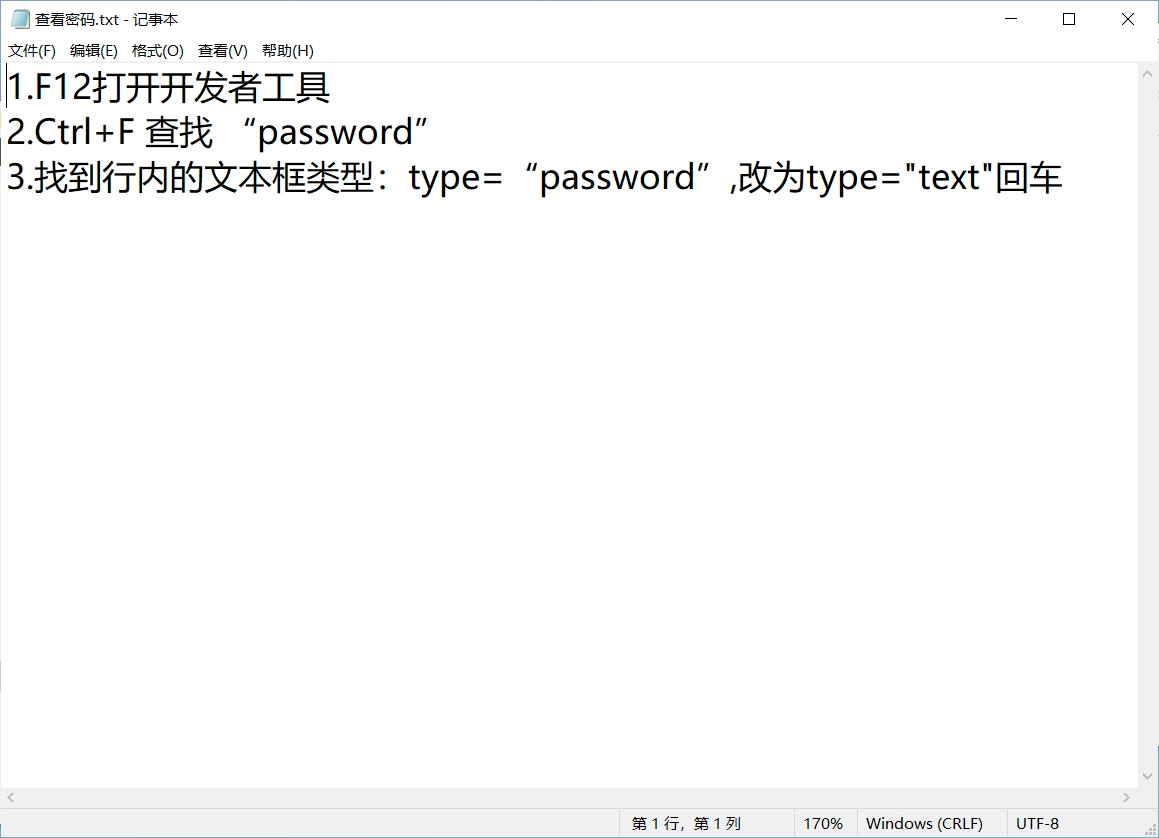 查看密码.txt - 记事本
文件(F) 编辑(E) 格式(O) 查看(V) 帮助(H)
1.F12打开开发者工具
2.Ctrl+F 查找 “password”
3.找到行内的文本框类型：type=“password”,改为type="text"回车
第 1 行，第 1 列 170% Windows (CRLF) UTF-8